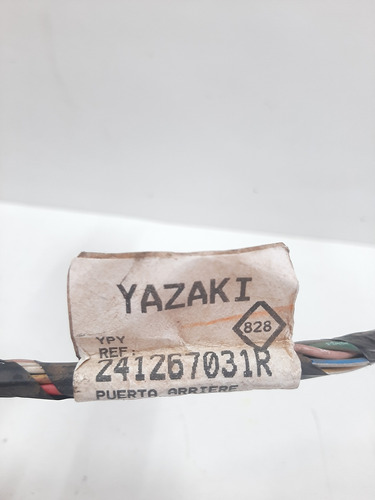 YAZAKI
828
YPY
REF:
241267031R
PUERTA ARRIERE